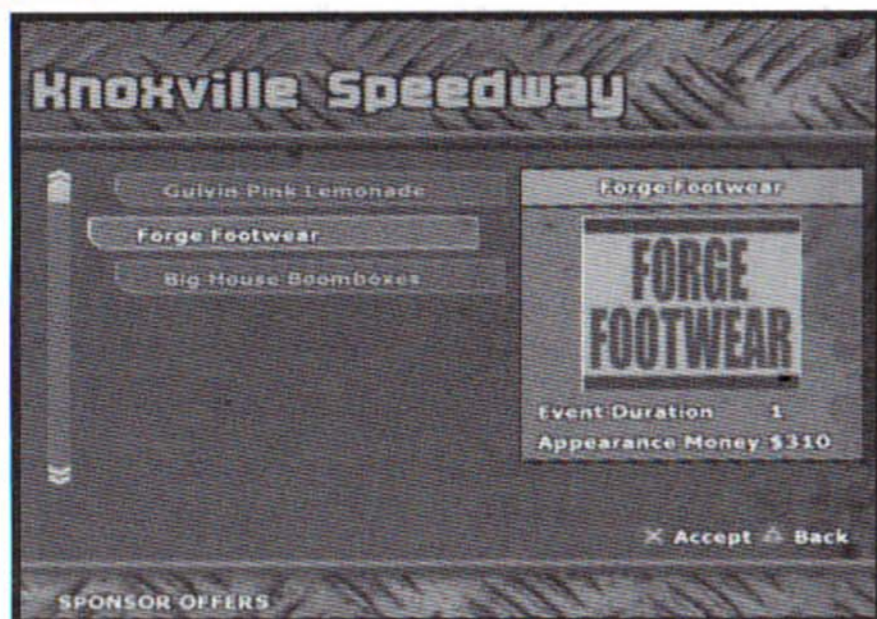 Knoxville Speedway
Gulvin Pink Lemonade
Forge Footwear
Big House Boomboxes
Forge Footwear
FORGE
FOOTWEAR
Event Duration 1
Appearance Money $310
Accept Back
SPONSOR OFFERS